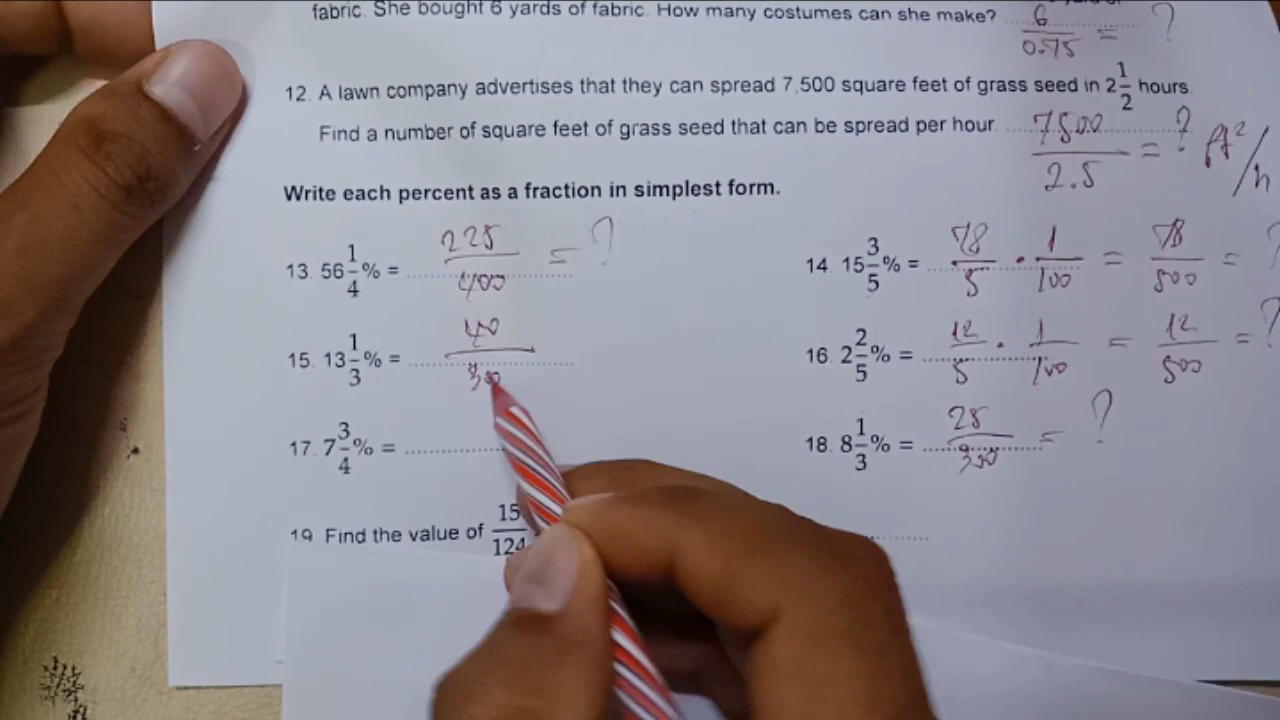 fabric. She bought 6 yards of fabric. How many costumes can she make? 6/0.75 = ?
12. A lawn company advertises that they can spread 7,500 square feet of grass seed in 2 1/2 hours.
Find a number of square feet of grass seed that can be spread per hour. 7500/2.5 = ? ft²/h
Write each percent as a fraction in simplest form.
13. 56 1/4 % = 225/400 = ?
14. 15 3/5 % = 78/5 · 1/100 = 78/500 = ?
15. 13 1/3 % = 40/300
16. 2 2/5 % = 12/5 · 1/100 = 12/500 = ?
17. 7 3/4 % =
18. 8 1/3 % = 25/300 = ?
19. Find the value of 15/124